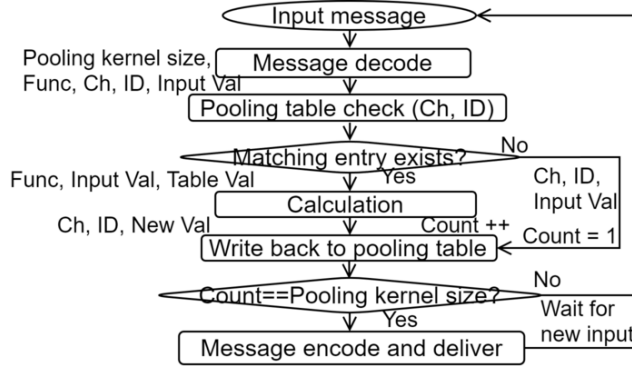 Input message
Pooling kernel size,
Func, Ch, ID, Input Val
Message decode
Pooling table check (Ch, ID)
Matching entry exists?
No
Yes
Func, Input Val, Table Val
Ch, ID,
Input Val
Calculation
Ch, ID, New Val
Count ++
Count = 1
Write back to pooling table
Count==Pooling kernel size?
No
Yes
Wait for
new input
Message encode and deliver